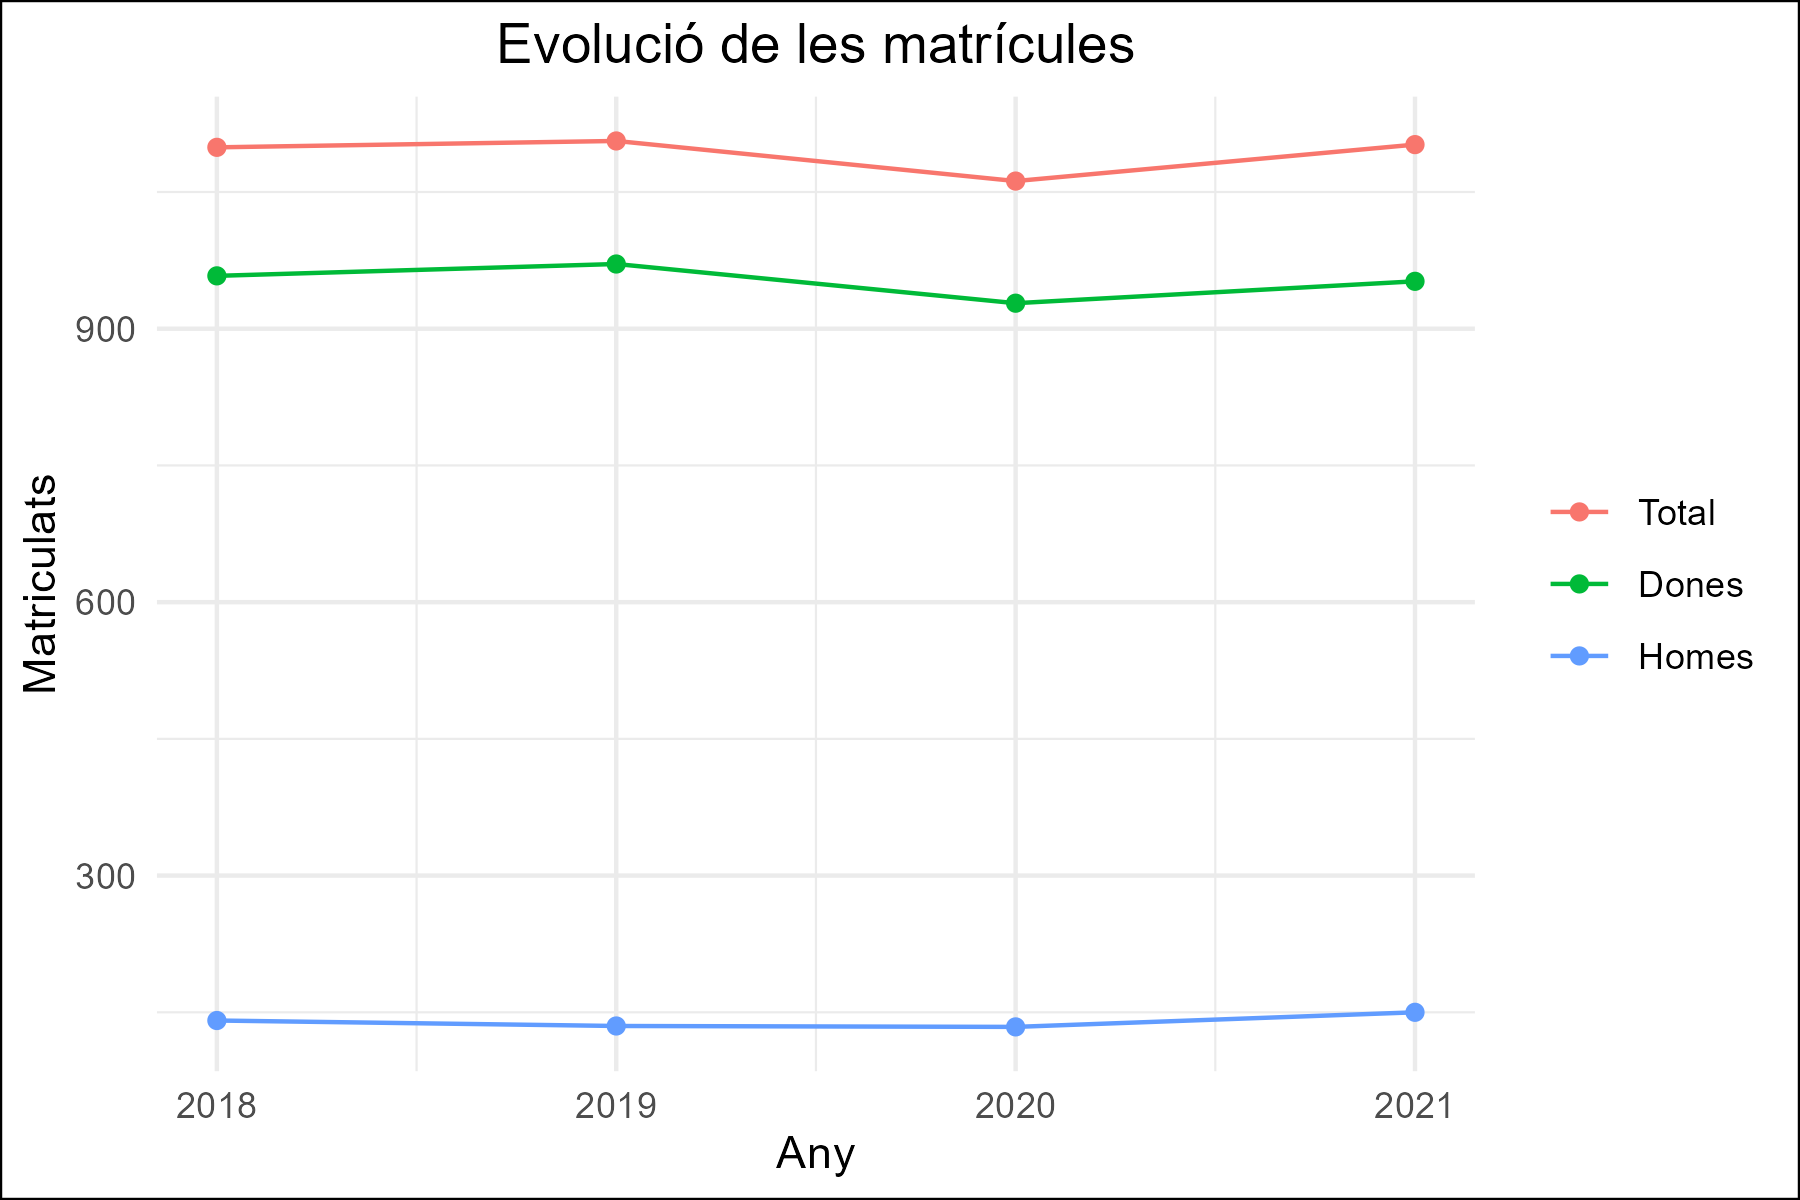 Evolució de les matrícules
Matriculats
900
600
300
2018
2019
2020
2021
Any
Total
Dones
Homes